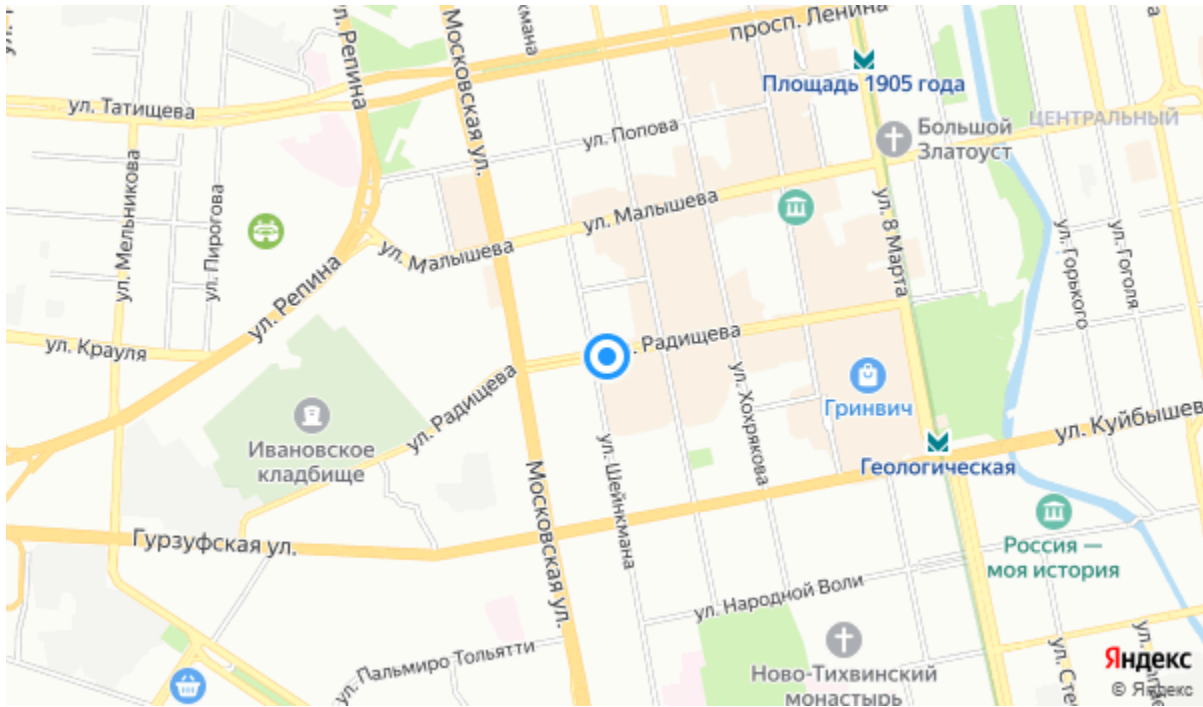 просп. Ленина
ул. Репина
Московская ул.
Площадь 1905 года
ул. Татищева
ул. Попова
Большой
Златоуст
ЦЕНТРАЛЬНЫЙ
ул. Мельникова
ул. Пирогова
ул. Малышева
ул. Малышева
ул. 8 Марта
ул. Горького
ул. Гоголя
ул. Репина
ул. Крауля
ул. Радищева
ул. Радищева
ул. Хохрякова
Гринвич
Ивановское
кладбище
ул. Куйбышев
Геологическая
ул. Шейнкмана
Московская ул.
Гурзуфская ул.
Россия —
моя история
ул. Народной Воли
ул. Пальмиро Тольятти
Ново-Тихвинский
монастырь
Яндекс
© Яндекс